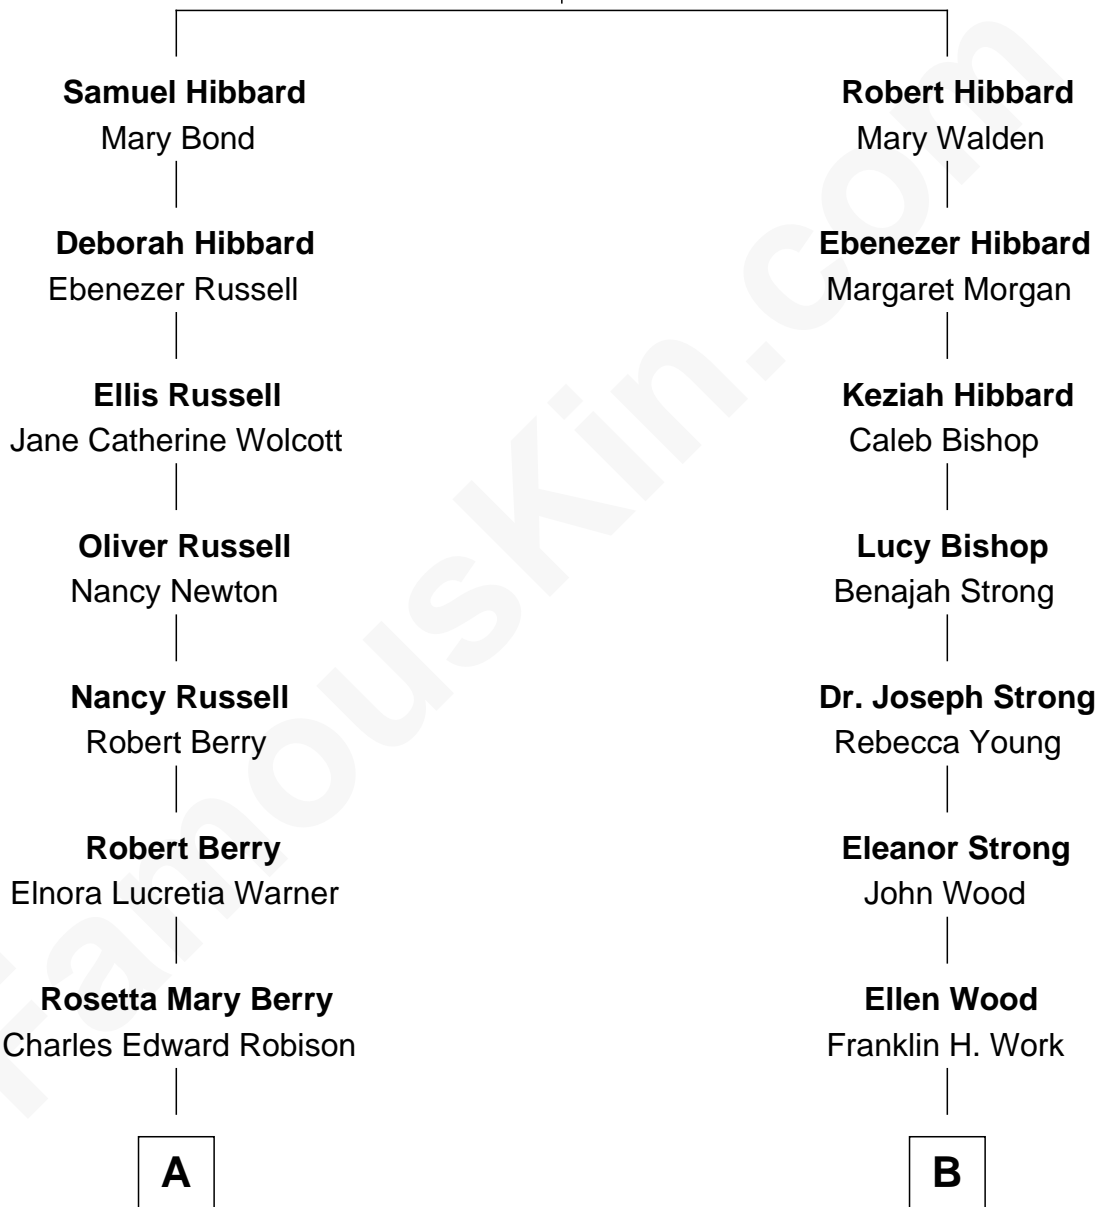 Samuel Hibbard
Mary Bond
Robert Hibbard
Mary Walden
Deborah Hibbard
Ebenezer Russell
Ebenezer Hibbard
Margaret Morgan
Ellis Russell
Jane Catherine Wolcott
Keziah Hibbard
Caleb Bishop
Oliver Russell
Nancy Newton
Lucy Bishop
Benajah Strong
Nancy Russell
Robert Berry
Dr. Joseph Strong
Rebecca Young
Robert Berry
Elnora Lucretia Warner
Eleanor Strong
John Wood
Rosetta Mary Berry
Charles Edward Robison
Ellen Wood
Franklin H. Work
A
B
FamousKin.com